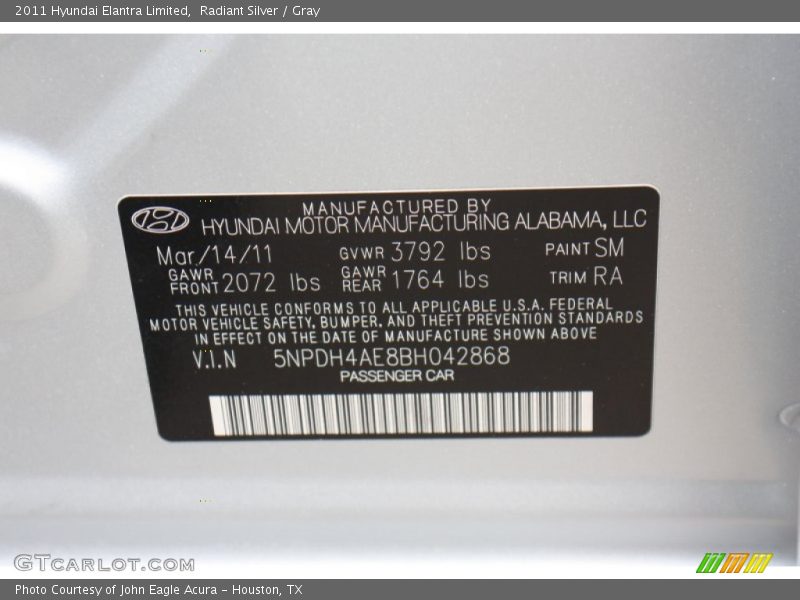 2011 Hyundai Elantra Limited, Radiant Silver / Gray
MANUFACTURED BY
HYUNDAI MOTOR MANUFACTURING ALABAMA, LLC
Mar./14/11 GVWR 3792 lbs PAINT SM
GAWR FRONT 2072 lbs GAWR REAR 1764 lbs TRIM RA
THIS VEHICLE CONFORMS TO ALL APPLICABLE U.S.A. FEDERAL
MOTOR VEHICLE SAFETY, BUMPER, AND THEFT PREVENTION STANDARDS
IN EFFECT ON THE DATE OF MANUFACTURE SHOWN ABOVE
V.I.N 5NPDH4AE8BH042868
PASSENGER CAR
GTCARLOT.COM
Photo Courtesy of John Eagle Acura - Houston, TX